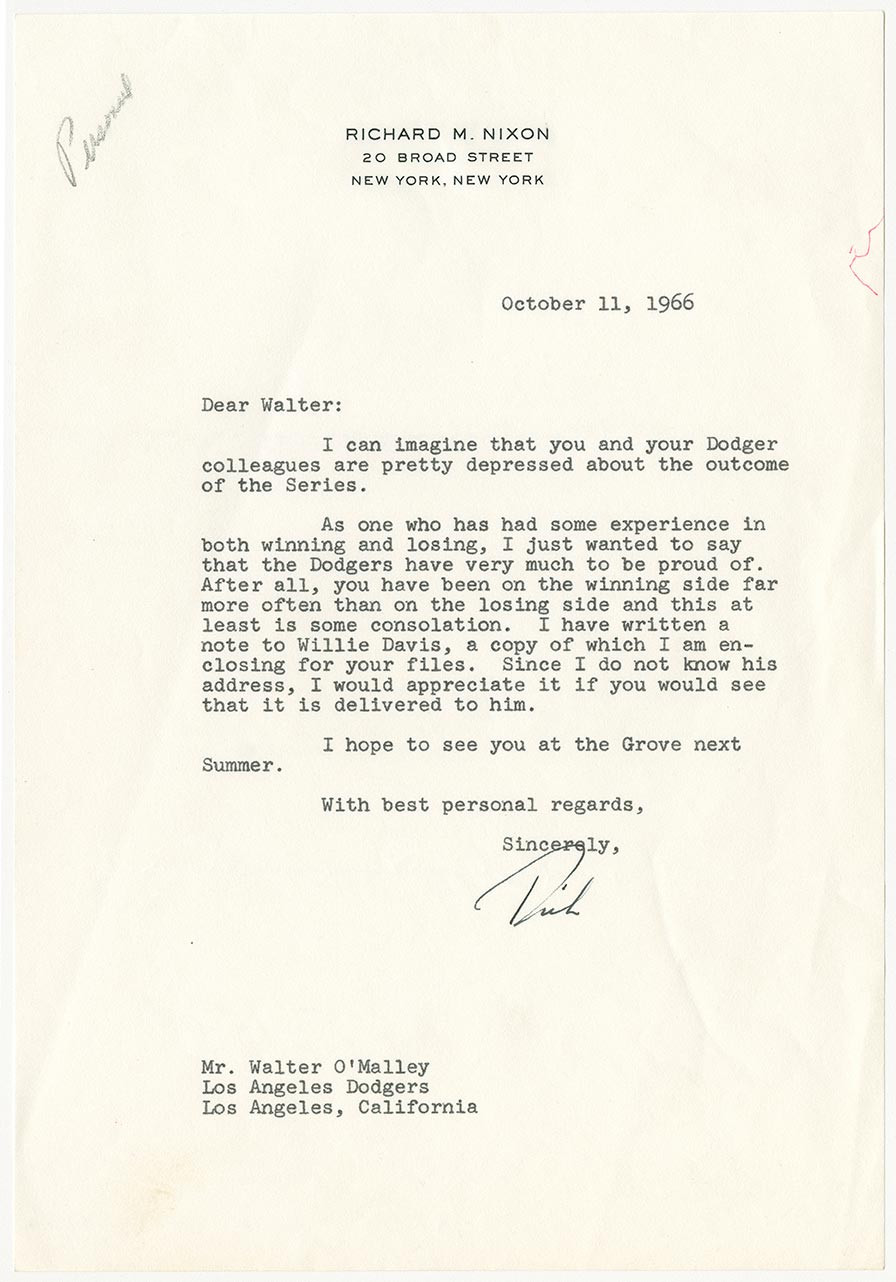 Personal
RICHARD M. NIXON
20 BROAD STREET
NEW YORK, NEW YORK
October 11, 1966
Dear Walter:
I can imagine that you and your Dodger
colleagues are pretty depressed about the outcome
of the Series.
As one who has had some experience in
both winning and losing, I just wanted to say
that the Dodgers have very much to be proud of.
After all, you have been on the winning side far
more often than on the losing side and this at
least is some consolation.  I have written a
note to Willie Davis, a copy of which I am en-
closing for your files.  Since I do not know his
address, I would appreciate it if you would see
that it is delivered to him.
I hope to see you at the Grove next
Summer.
With best personal regards,
Sincerely,
Dick
Mr. Walter O'Malley
Los Angeles Dodgers
Los Angeles, California